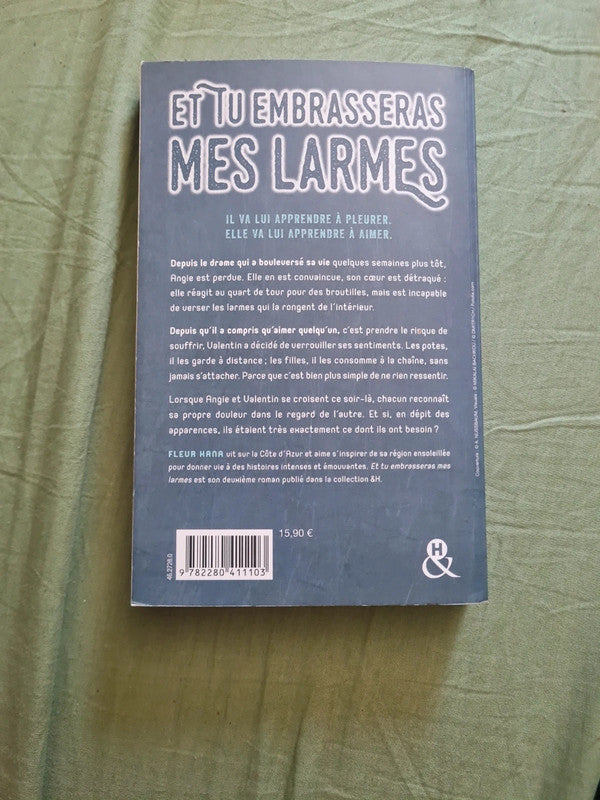 ET TU EMBRASSERAS
MES LARMES
IL VA LUI APPRENDRE À PLEURER.
ELLE VA LUI APPRENDRE À AIMER.
Depuis le drame qui a bouleversé sa vie quelques semaines plus tôt,
Angie est perdue. Elle en est convaincue, son cœur est détraqué :
elle réagit au quart de tour pour des broutilles, mais est incapable
de verser les larmes qui la rongent de l'intérieur.
Depuis qu'il a compris qu'aimer quelqu'un, c'est prendre le risque de
souffrir, Valentin a décidé de verrouiller ses sentiments. Les potes,
il les garde à distance ; les filles, il les consomme à la chaîne, sans
jamais s'attacher. Parce que c'est bien plus simple de ne rien ressentir.
Lorsque Angie et Valentin se croisent ce soir-là, chacun reconnaît
sa propre douleur dans le regard de l'autre. Et si, en dépit des
apparences, ils étaient très exactement ce dont ils ont besoin ?
FLEUR HANA vit sur la Côte d'Azur et aime s'inspirer de sa région ensoleillée
pour donner vie à des histoires intenses et émouvantes. Et tu embrasseras mes
larmes est son deuxième roman publié dans la collection &H.
15,90 €
46.2726.0
9 782280 411103
H
&